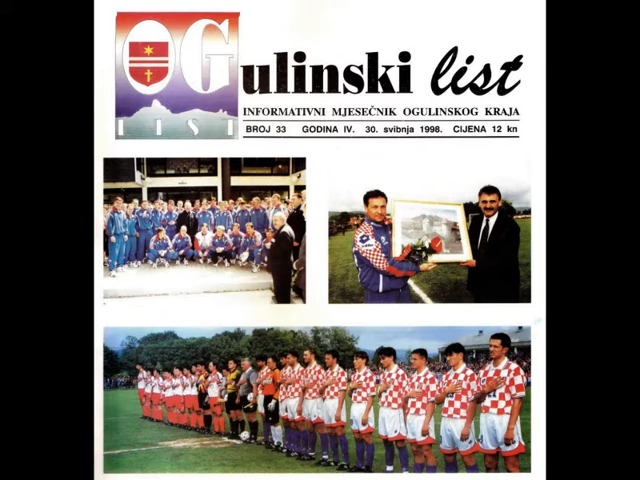 OGulinski list
LIST
INFORMATIVNI MJESEČNIK OGULINSKOG KRAJA
BROJ 33 GODINA IV. 30. svibnja 1998. CIJENA 12 kn